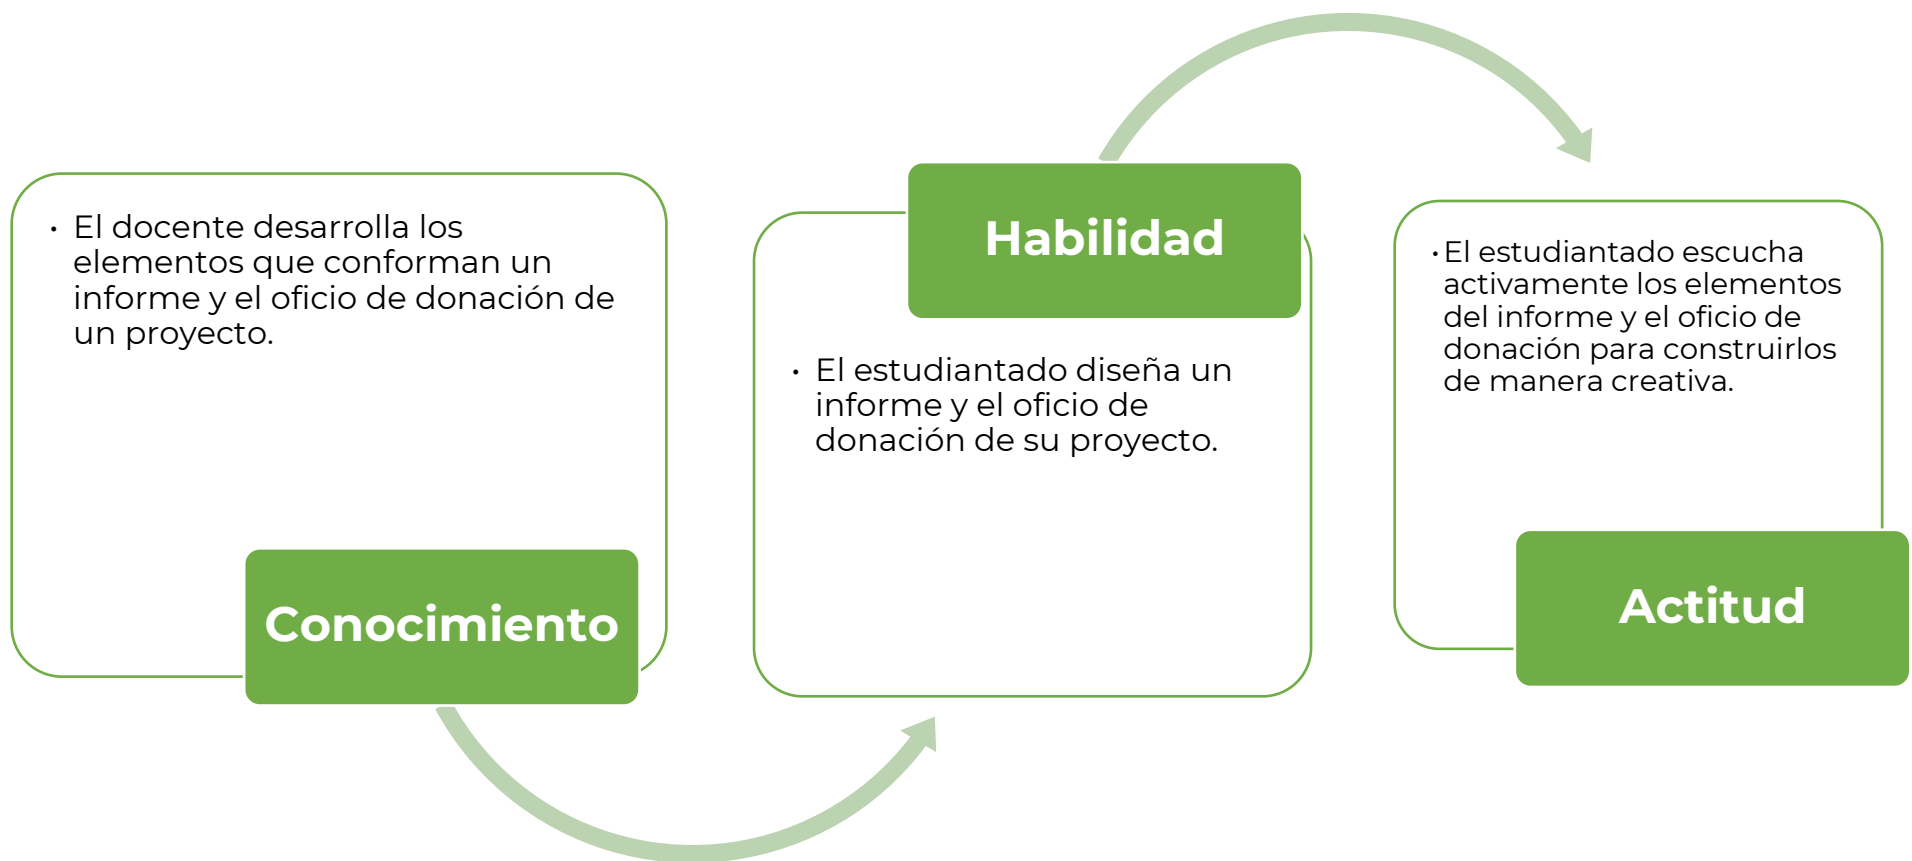 · El docente desarrolla los
elementos que conforman un
informe y el oficio de donación de
un proyecto.
Conocimiento
Habilidad
· El estudiantado diseña un
informe y el oficio de
donación de su proyecto.
· El estudiantado escucha
activamente los elementos
del informe y el oficio de
donación para construirlos
de manera creativa.
Actitud